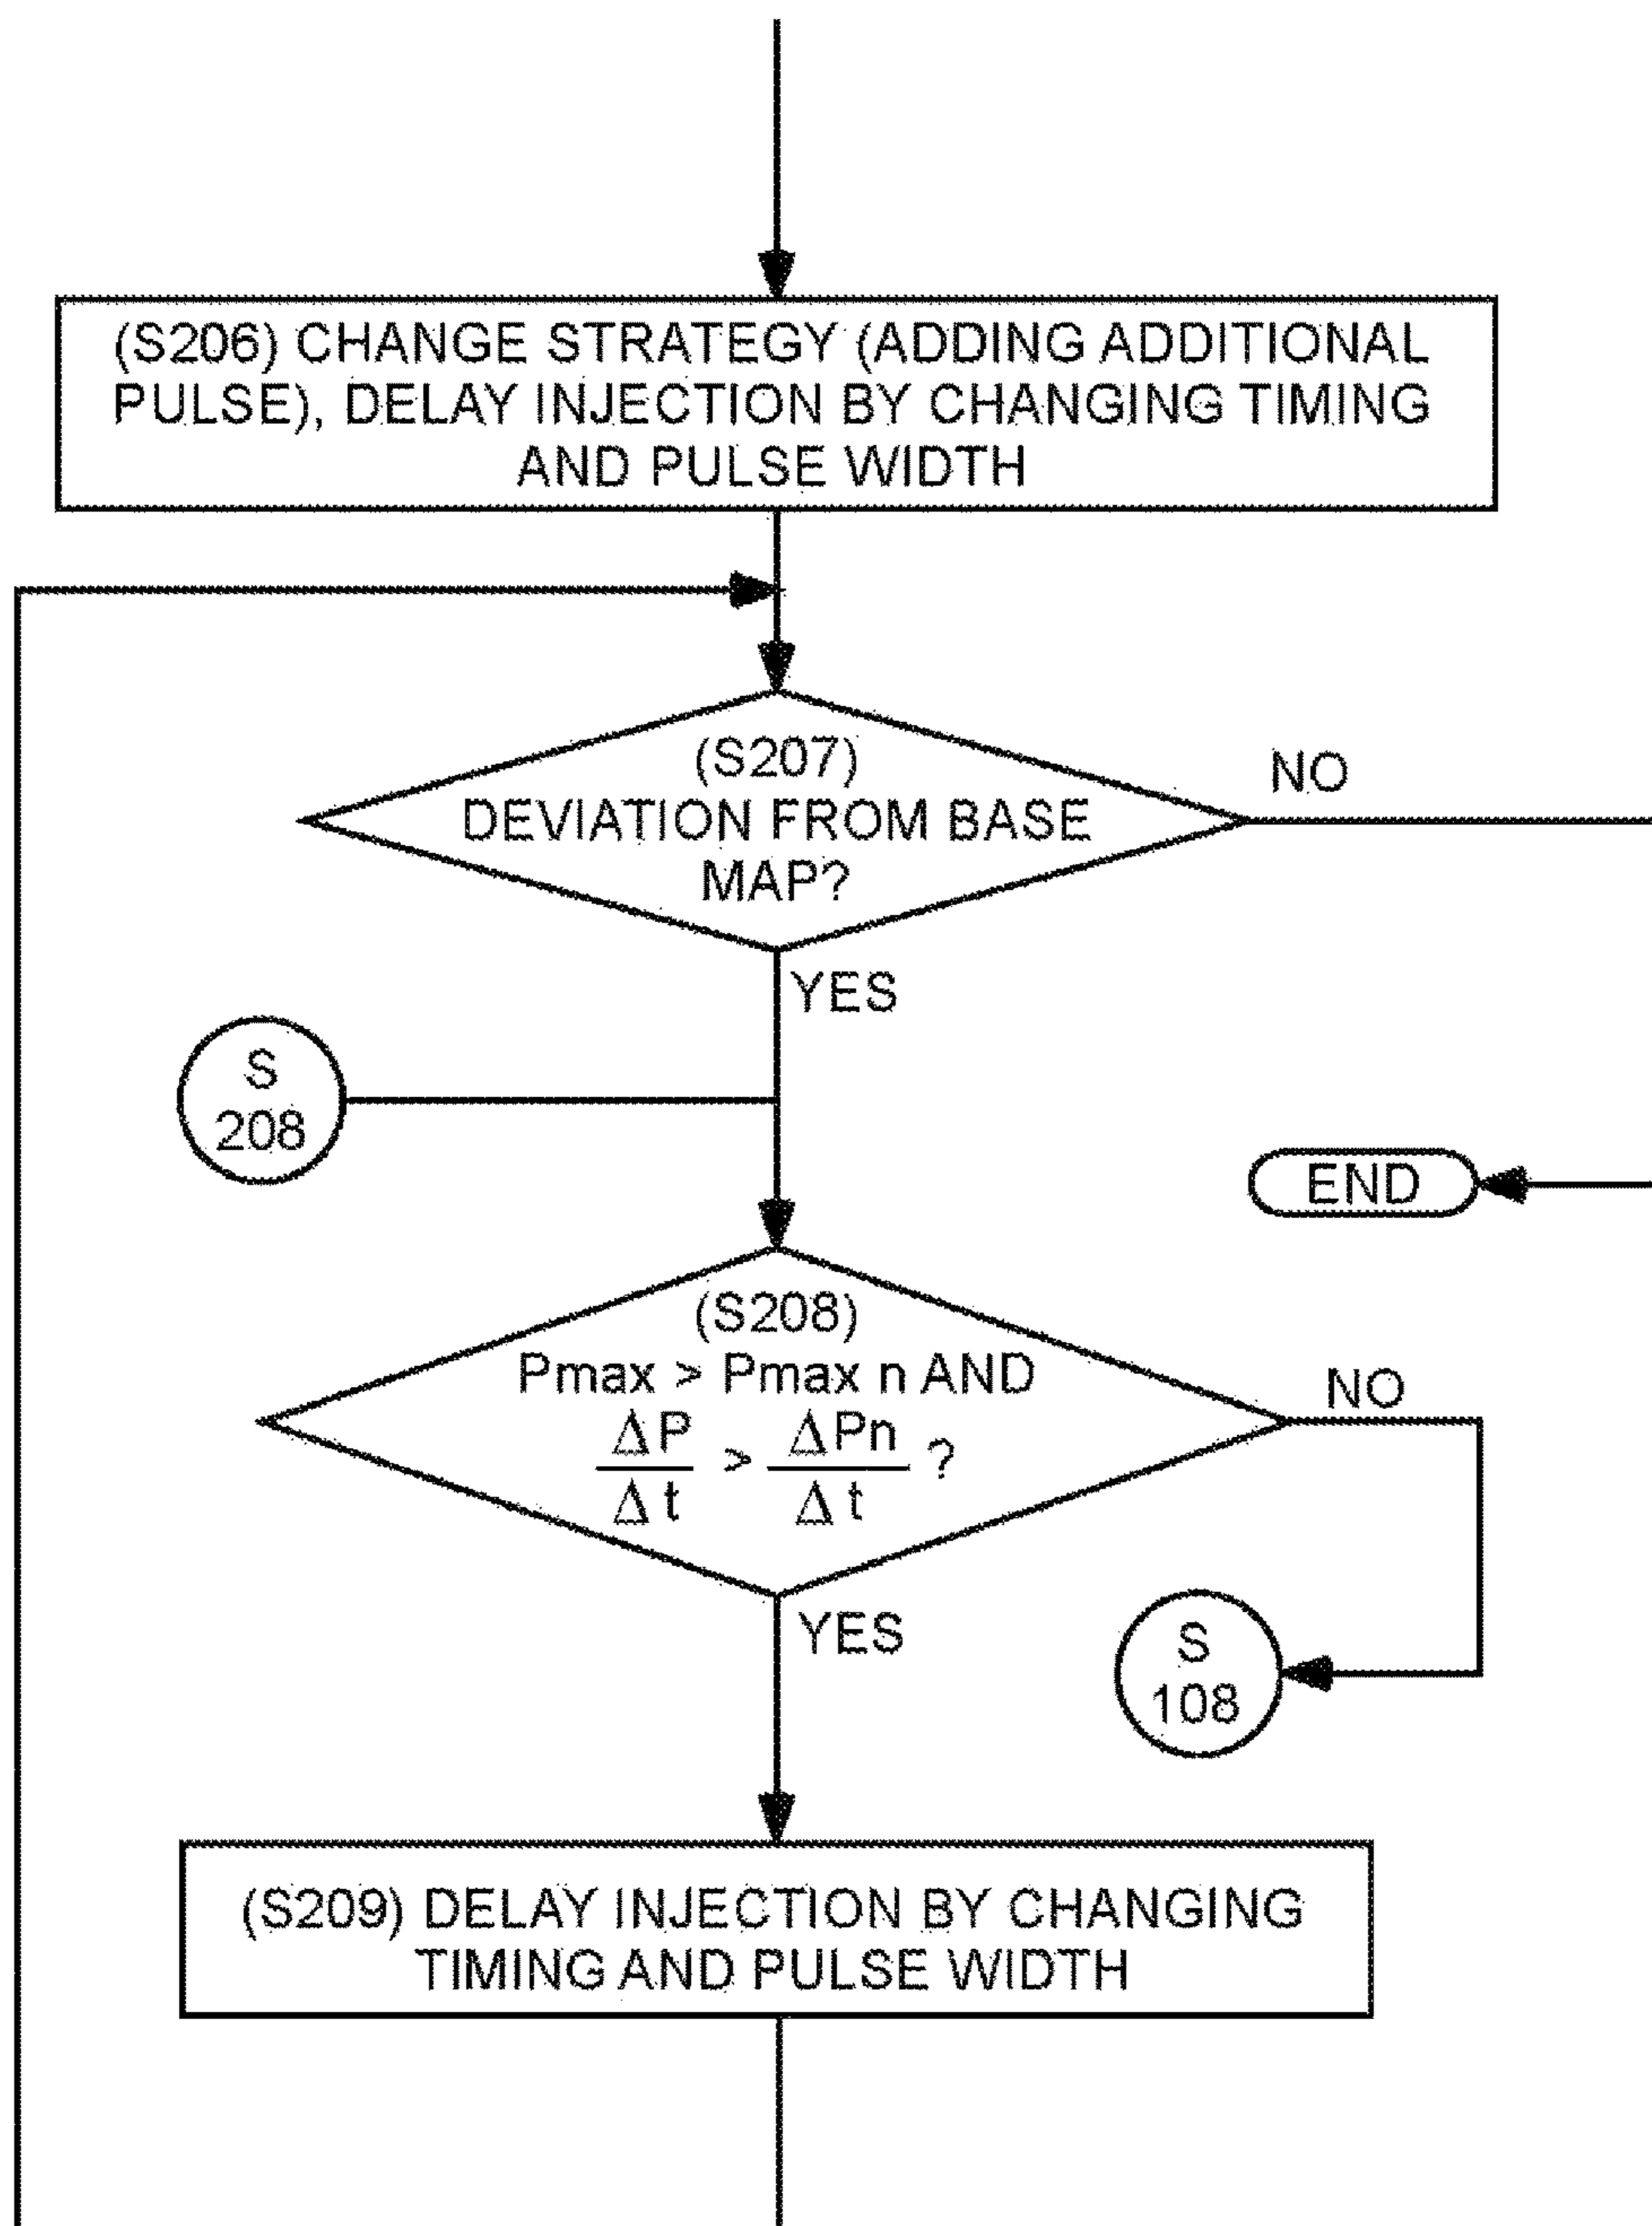 (S206) CHANGE STRATEGY (ADDING ADDITIONAL
PULSE), DELAY INJECTION BY CHANGING TIMING
AND PULSE WIDTH
(S207)
DEVIATION FROM BASE
MAP?
NO
YES
S
208
END
(S208)
Pmax > Pmax n AND
ΔP/Δt > ΔPn/Δt ?
NO
YES
S
108
(S209) DELAY INJECTION BY CHANGING
TIMING AND PULSE WIDTH